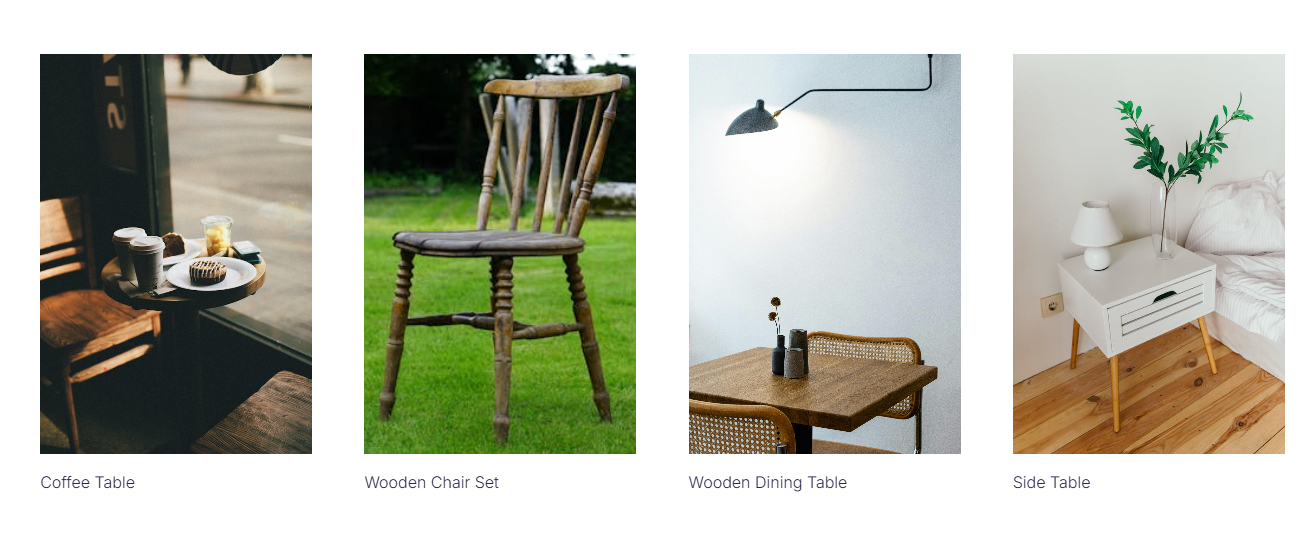 Coffee Table
Wooden Chair Set
Wooden Dining Table
Side Table